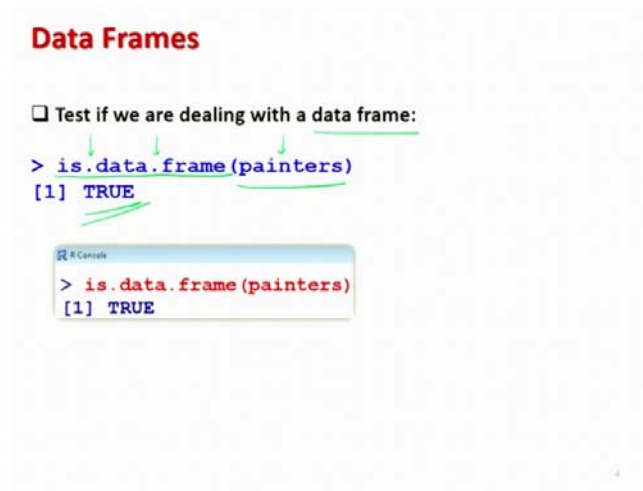 Data Frames
❑ Test if we are dealing with a data frame:
> is.data.frame(painters)
[1] TRUE
R Console
> is.data.frame(painters)
[1] TRUE
4